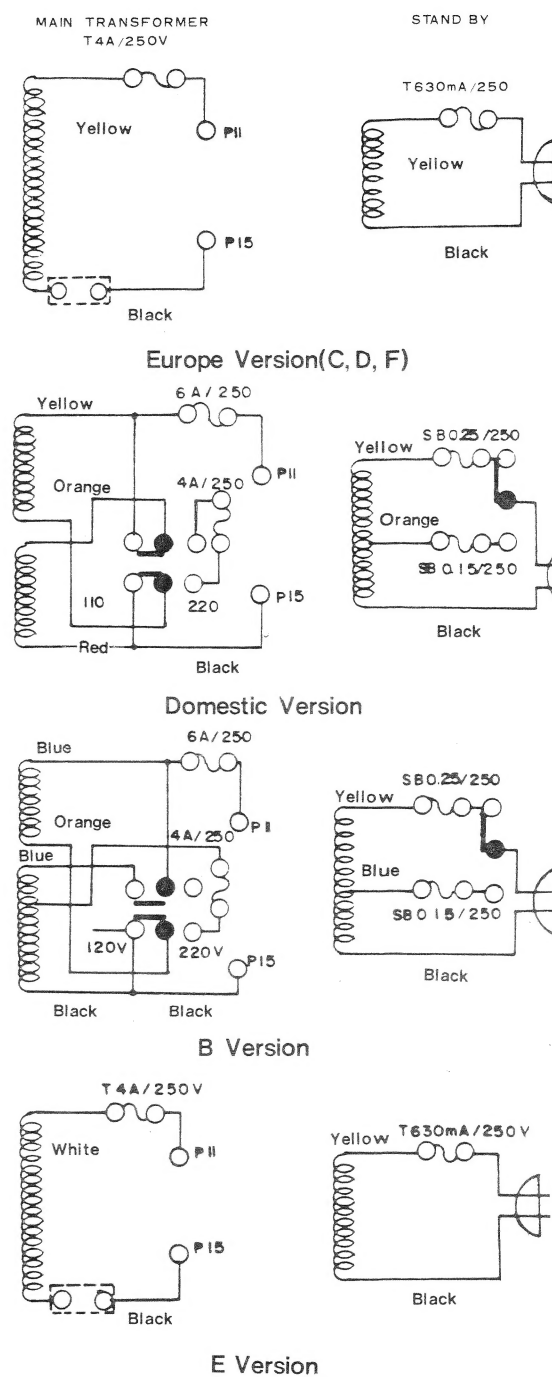 MAIN TRANSFORMER
T4A/250V
STAND BY
T630mA/250
Yellow
P11
Yellow
P15
Black
Black
Europe Version(C, D, F)
Yellow
6A/250
P11
Orange
4A/250
110
220
P15
Red
Black
Yellow
SB0.25/250
Orange
SB 0.15/250
Black
Domestic Version
Blue
6A/250
Orange
P11
Blue
4A/250
120V
220V
P15
Black
Black
Yellow
SB0.25/250
Blue
SB 0.15/250
Black
B Version
T4A/250V
White
P11
P15
Black
Yellow
T630mA/250V
Black
E Version